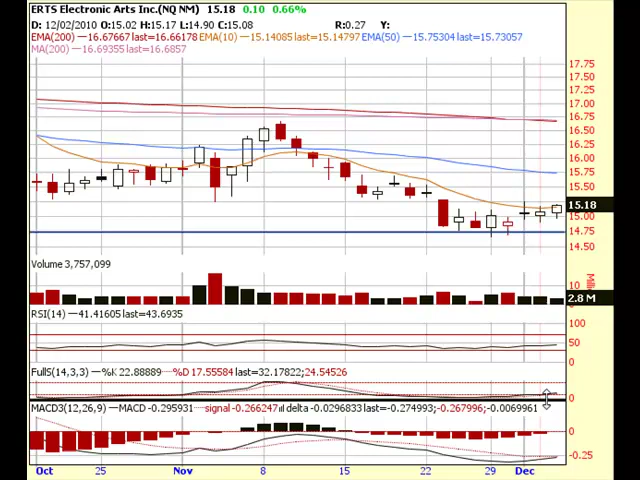 ERTS Electronic Arts Inc.(NQ NM) 15.18 0.10 0.66%
D: 12/02/2010 O:15.02 H:15.17 L:14.90 C:15.08 R:0.27 Y:
EMA(200) —16.67667 last=16.66178 EMA(10) —15.14085 last=15.14797 EMA(50) —15.75304 last=15.73057
MA(200) —16.69355 last=16.6857
17.75
17.50
17.25
17.00
16.75
16.50
16.25
16.00
15.75
15.50
15.18
15.00
14.75
14.50
Volume 3,757,099
10
Mil
2.8 M
RSI(14) —41.41605 last=43.6935
100
50
0
FullS(14,3,3) —%K 22.88889 %D 17.55584 last=32.17822;24.54526
0
MACD3(12,26,9) —MACD -0.295931 signal -0.266247 delta -0.0296833 last=-0.274993;-0.267996;-0.0069961
0
-0.25
Oct 25 Nov 8 15 22 29 Dec